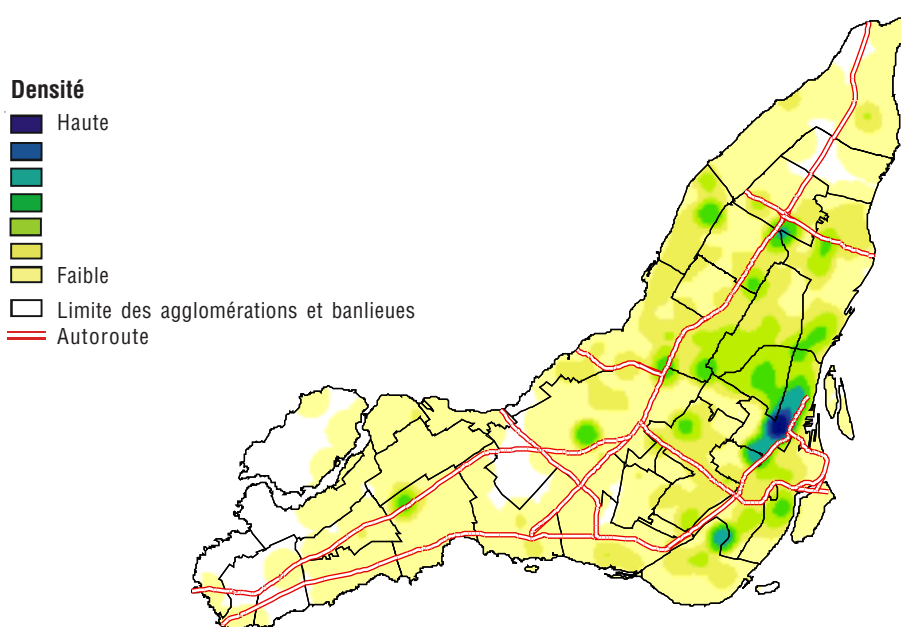 Densité
Haute
Faible
Limite des agglomérations et banlieues
Autoroute